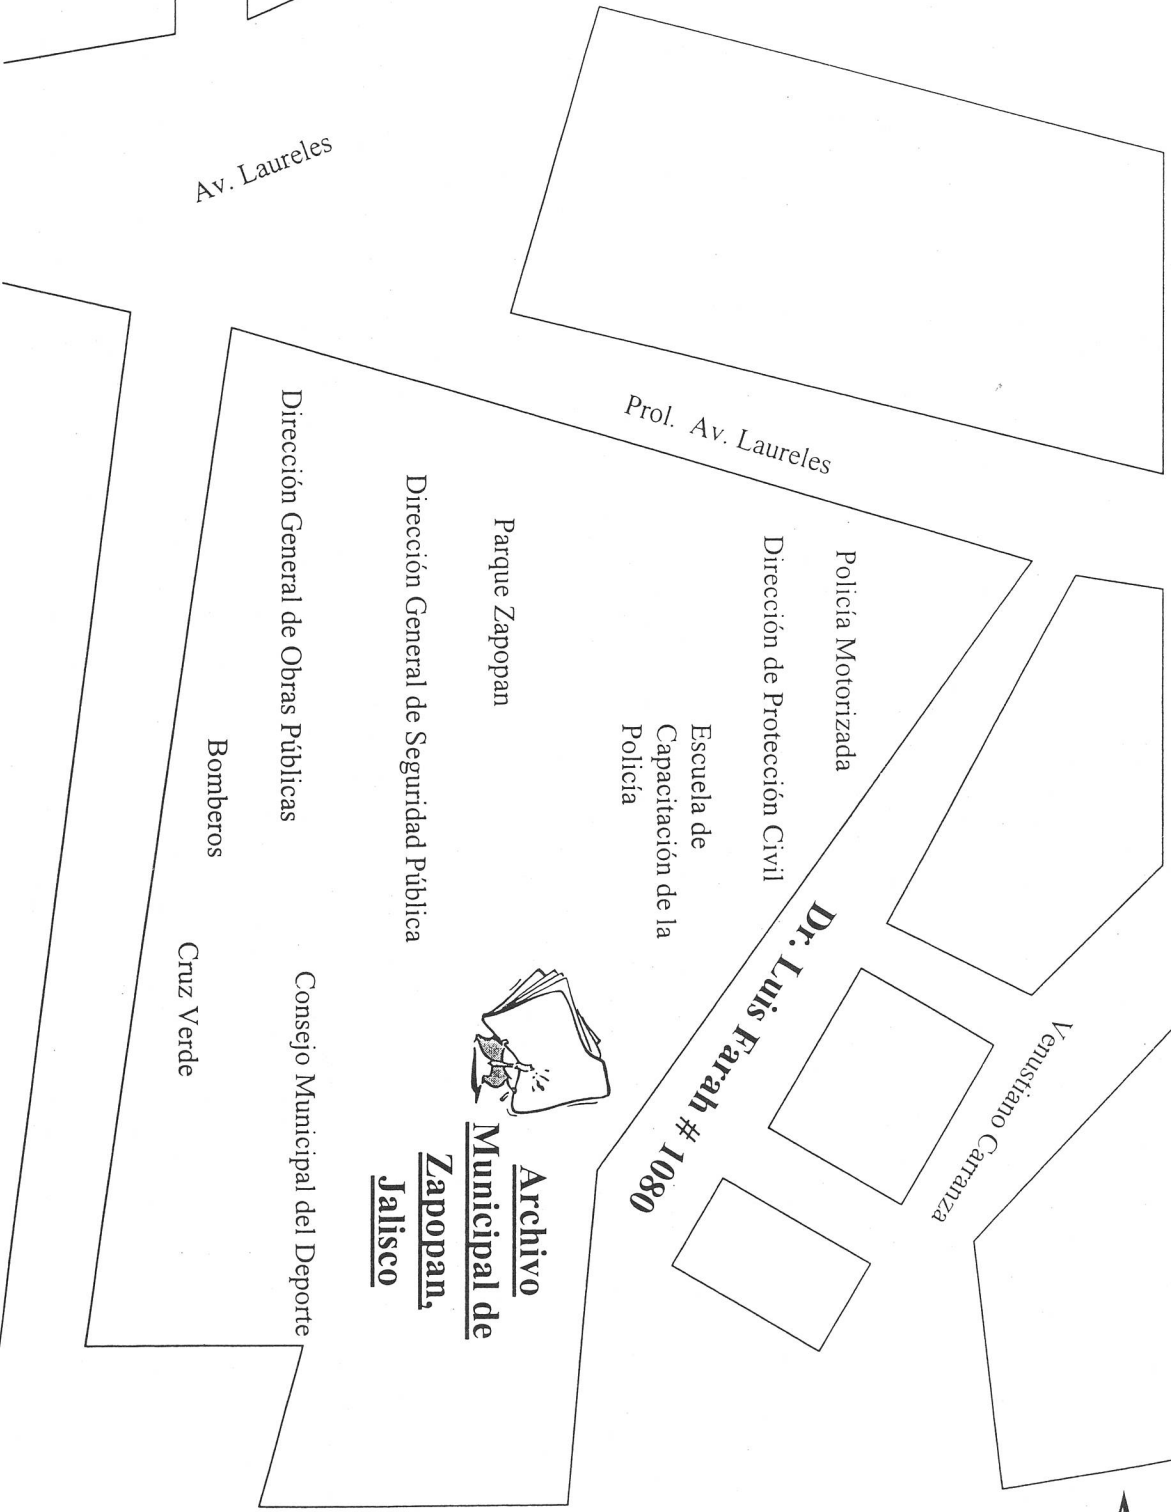 Venustiano Carranza
Dr. Luis Farah # 1080
Policía Motorizada
Dirección de Protección Civil
Prol. Av. Laureles
Escuela de
Capacitación de la
Policía
Parque Zapopan
Archivo
Municipal de
Zapopan,
Jalisco
Dirección General de Seguridad Pública
Av. Laureles
Dirección General de Obras Públicas
Consejo Municipal del Deporte
Bomberos
Cruz Verde